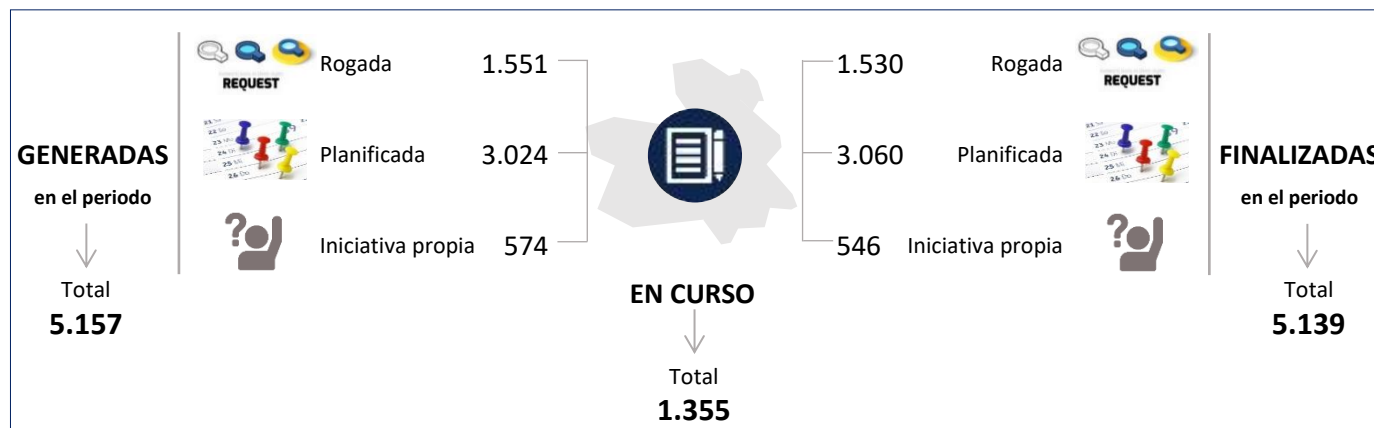 GENERADAS
en el periodo
Total
5.157
REQUEST
Rogada 1.551
Planificada 3.024
Iniciativa propia 574
EN CURSO
Total
1.355
1.530 Rogada
3.060 Planificada
546 Iniciativa propia
REQUEST
FINALIZADAS
en el periodo
Total
5.139